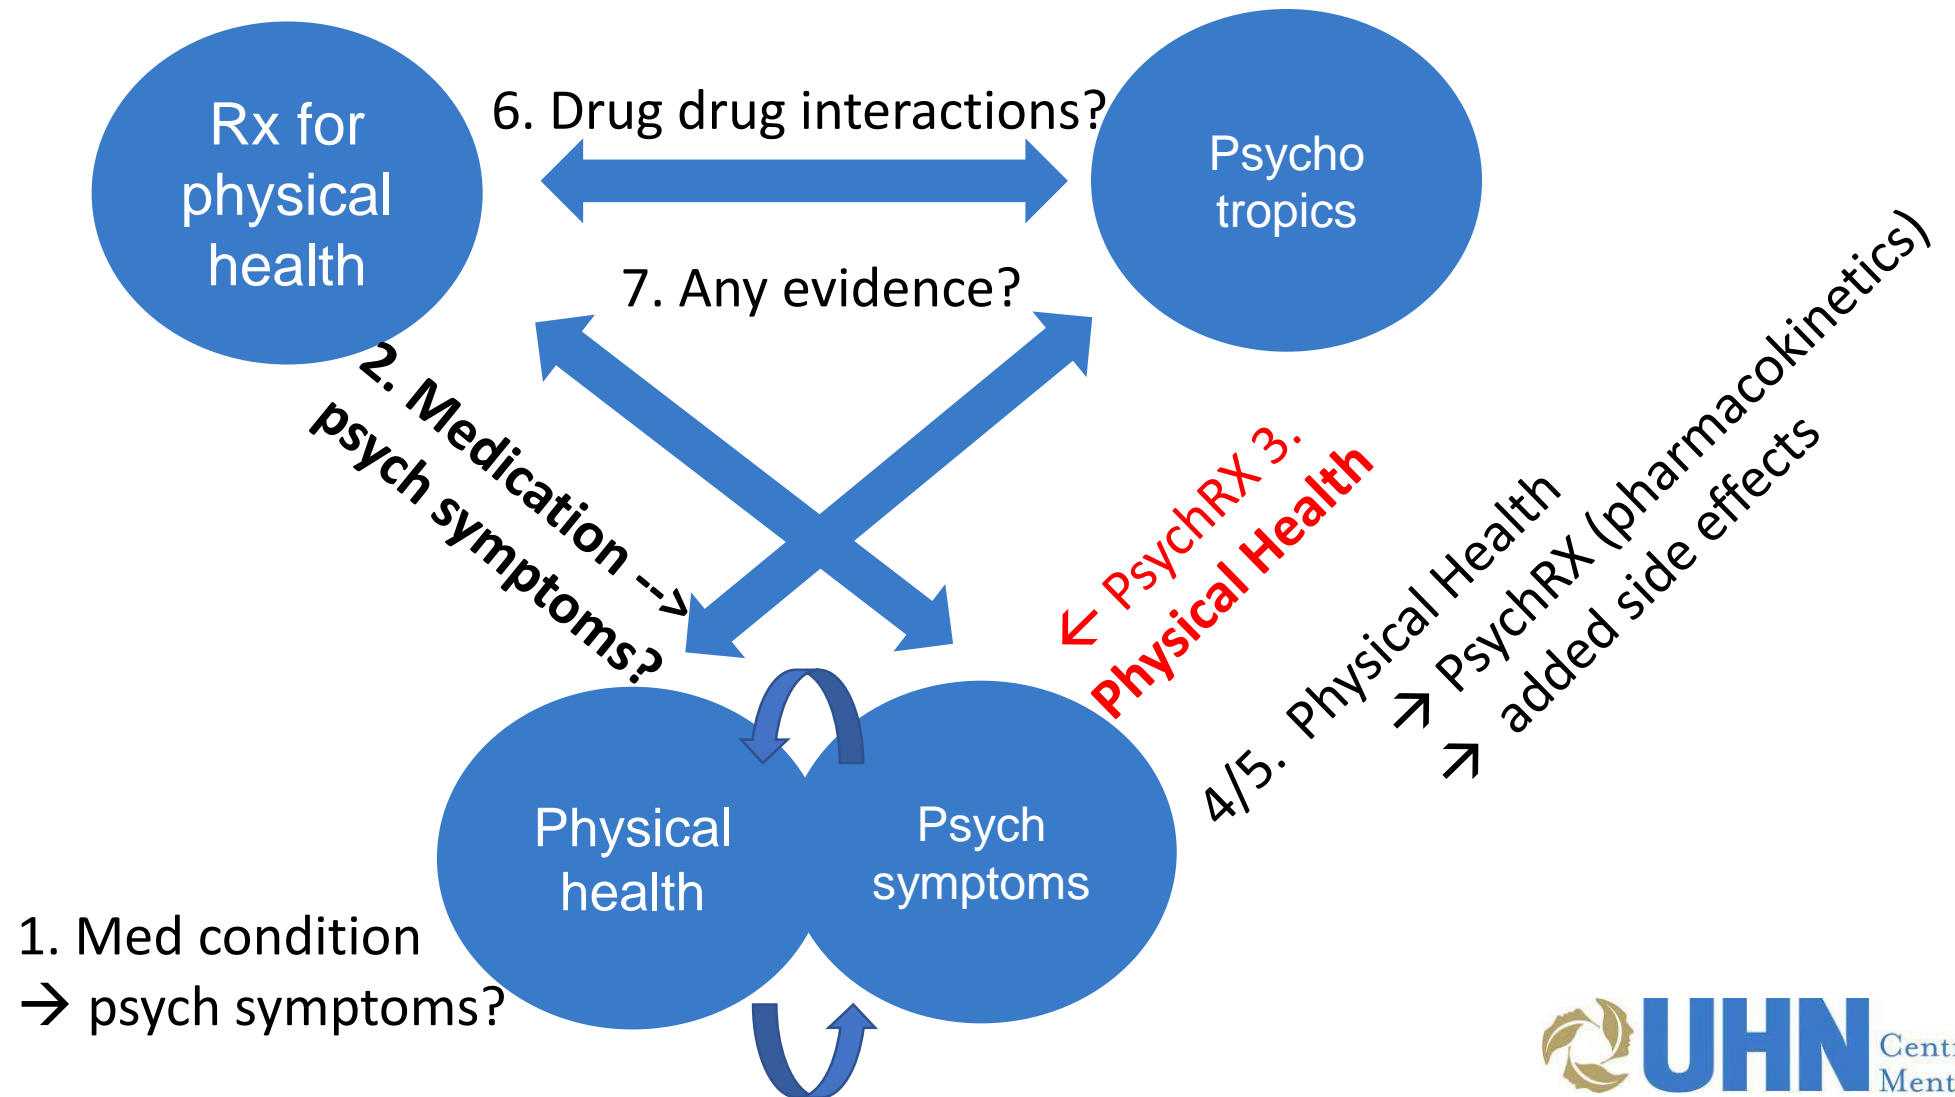 Rx for
physical
health
6. Drug drug interactions?
Psycho
tropics
7. Any evidence?
2. Medication -->
psych symptoms?
← PsychRX 3.
Physical Health
4/5. Physical Health
→ PsychRX (pharmacokinetics)
→ added side effects
Physical
health
Psych
symptoms
1. Med condition
→ psych symptoms?
UHN
Ment